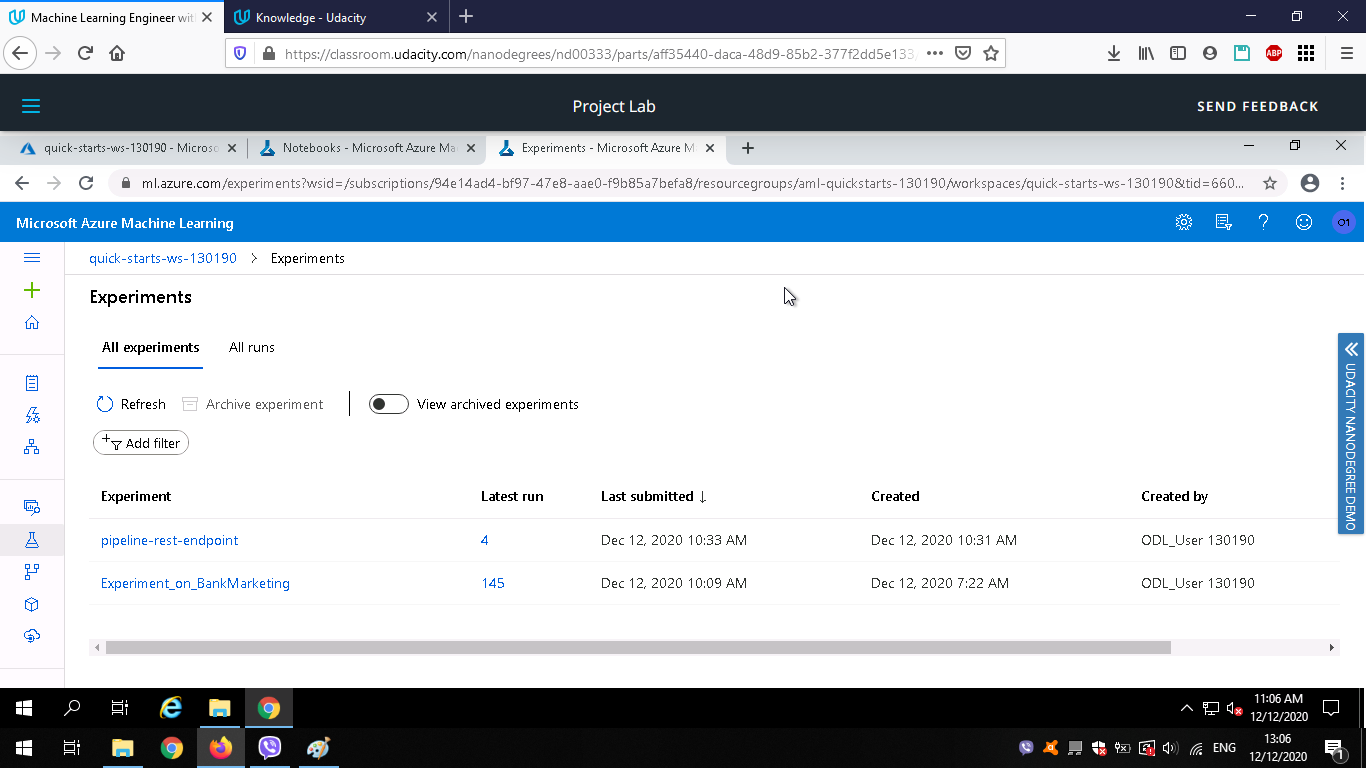 Machine Learning Engineer wit
Knowledge - Udacity
https://classroom.udacity.com/nanodegrees/nd00333/parts/aff35440-daca-48d9-85b2-377f2dd5e133
ABP
Project Lab
SEND FEEDBACK
quick-starts-ws-130190 - Microso
Notebooks - Microsoft Azure Ma
Experiments - Microsoft Azure M
ml.azure.com/experiments?wsid=/subscriptions/94e14ad4-bf97-47e8-aae0-f9b85a7befa8/resourcegroups/aml-quickstarts-130190/workspaces/quick-starts-ws-130190&tid=660...
Microsoft Azure Machine Learning
O1
quick-starts-ws-130190 > Experiments
Experiments
All experiments
All runs
Refresh
Archive experiment
View archived experiments
Add filter
UDACITY NANODEGREE DEMO
Experiment Latest run Last submitted ↓ Created Created by
pipeline-rest-endpoint 4 Dec 12, 2020 10:33 AM Dec 12, 2020 10:31 AM ODL_User 130190
Experiment_on_BankMarketing 145 Dec 12, 2020 10:09 AM Dec 12, 2020 7:22 AM ODL_User 130190
11:06 AM
12/12/2020
ENG
13:06
12/12/2020
1